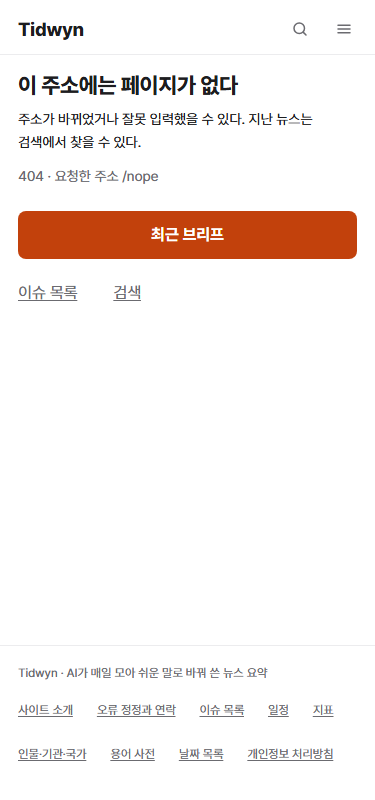 Tidwyn
이 주소에는 페이지가 없다
주소가 바뀌었거나 잘못 입력했을 수 있다. 지난 뉴스는
검색에서 찾을 수 있다.
404 · 요청한 주소 /nope
최근 브리프
이슈 목록 검색
Tidwyn · AI가 매일 모아 쉬운 말로 바꿔 쓴 뉴스 요약
사이트 소개 오류 정정과 연락 이슈 목록 일정 지표
인물·기관·국가 용어 사전 날짜 목록 개인정보 처리방침